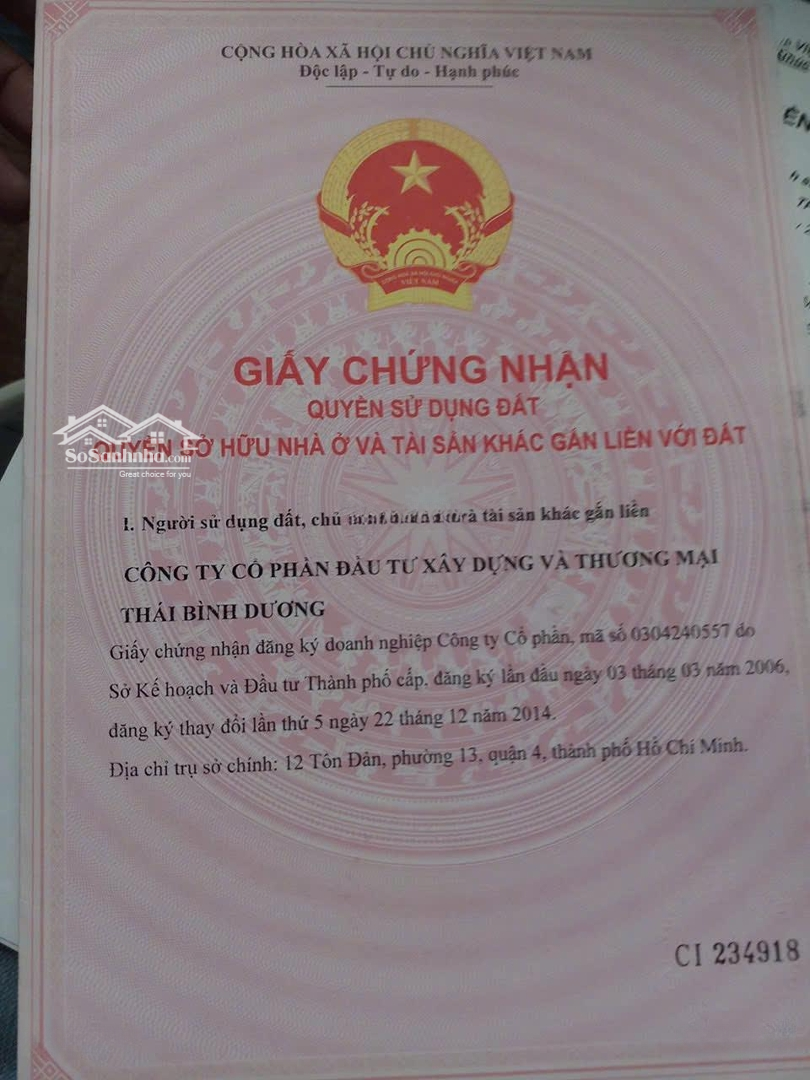 CỘNG HÒA XÃ HỘI CHỦ NGHĨA VIỆT NAM
Độc lập - Tự do - Hạnh phúc
VIỆT NAM
GIẤY CHỨNG NHẬN
QUYỀN SỬ DỤNG ĐẤT
QUYỀN SỞ HỮU NHÀ Ở VÀ TÀI SẢN KHÁC GẮN LIỀN VỚI ĐẤT
SoSanhnha.com
Great choice for you
I. Người sử dụng đất, chủ tài sản khác gắn liền
CÔNG TY CỔ PHẦN ĐẦU TƯ XÂY DỰNG VÀ THƯƠNG MẠI
THÁI BÌNH DƯƠNG
Giấy chứng nhận đăng ký doanh nghiệp Công ty Cổ phần, mã số 0304240557 do
Sở Kế hoạch và Đầu tư Thành phố cấp. đăng ký lần đầu ngày 03 tháng 03 năm 2006,
đăng ký thay đổi lần thứ 5 ngày 22 tháng 12 năm 2014.
Địa chỉ trụ sở chính: 12 Tôn Đản, phường 13, quận 4, thành phố Hồ Chí Minh.
CI 234918